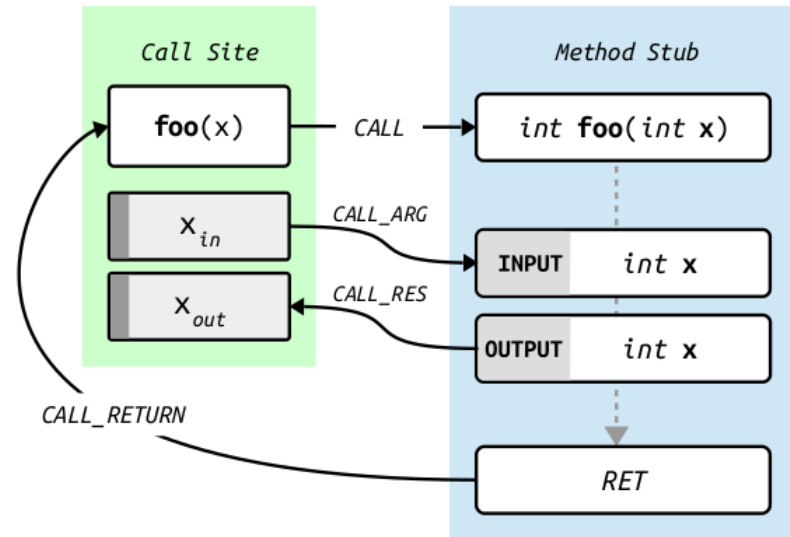 Call Site
Method Stub
foo(x)
CALL
int foo(int x)
x_in
CALL_ARG
INPUT
int x
x_out
CALL_RES
OUTPUT
int x
CALL_RETURN
RET